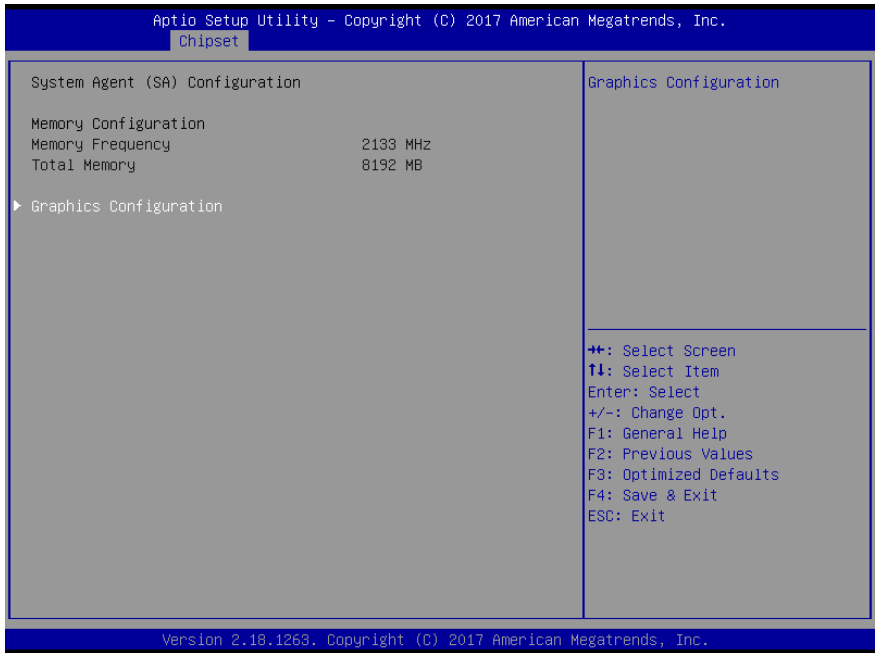 Aptio Setup Utility – Copyright (C) 2017 American Megatrends, Inc.
Chipset
System Agent (SA) Configuration
Memory Configuration
Memory Frequency 2133 MHz
Total Memory 8192 MB
▶ Graphics Configuration
Graphics Configuration
→←: Select Screen
↑↓: Select Item
Enter: Select
+/-: Change Opt.
F1: General Help
F2: Previous Values
F3: Optimized Defaults
F4: Save & Exit
ESC: Exit
Version 2.18.1263. Copyright (C) 2017 American Megatrends, Inc.